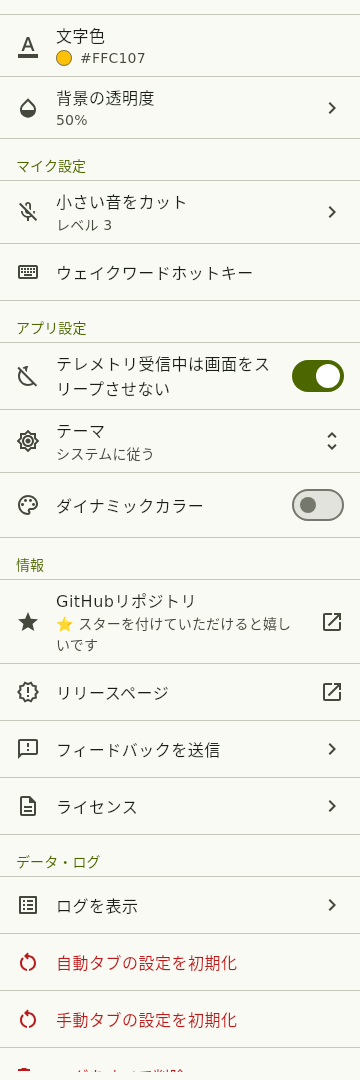 文字色
#FFC107
背景の透明度
50%
マイク設定
小さい音をカット
レベル 3
ウェイクワードホットキー
アプリ設定
テレメトリ受信中は画面をス
リープさせない
テーマ
システムに従う
ダイナミックカラー
情報
GitHubリポジトリ
⭐ スターを付けていただけると嬉し
いです
リリースページ
フィードバックを送信
ライセンス
データ・ログ
ログを表示
自動タブの設定を初期化
手動タブの設定を初期化